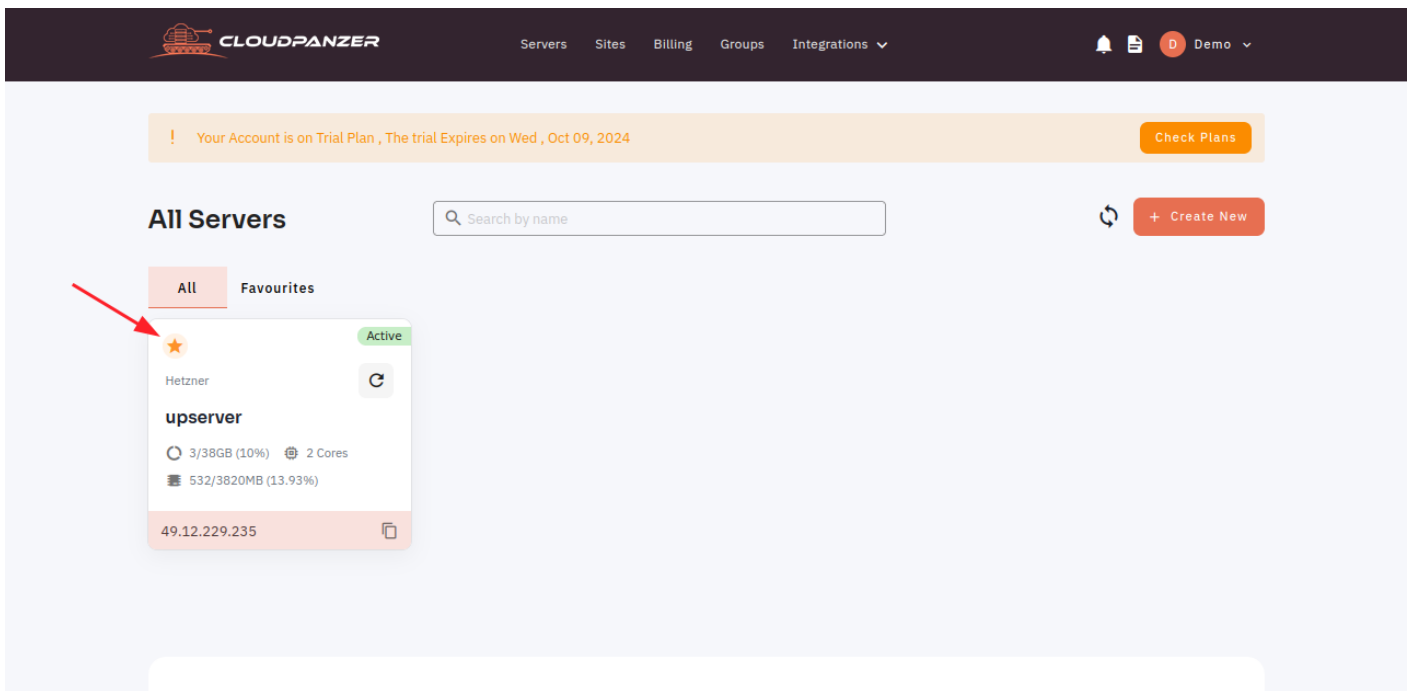 CLOUDPANZER
Servers Sites Billing Groups Integrations
D Demo
! Your Account is on Trial Plan , The trial Expires on Wed , Oct 09, 2024
Check Plans
All Servers
Search by name
+ Create New
All Favourites
Active
Hetzner
upserver
3/38GB (10%) 2 Cores
532/3820MB (13.93%)
49.12.229.235